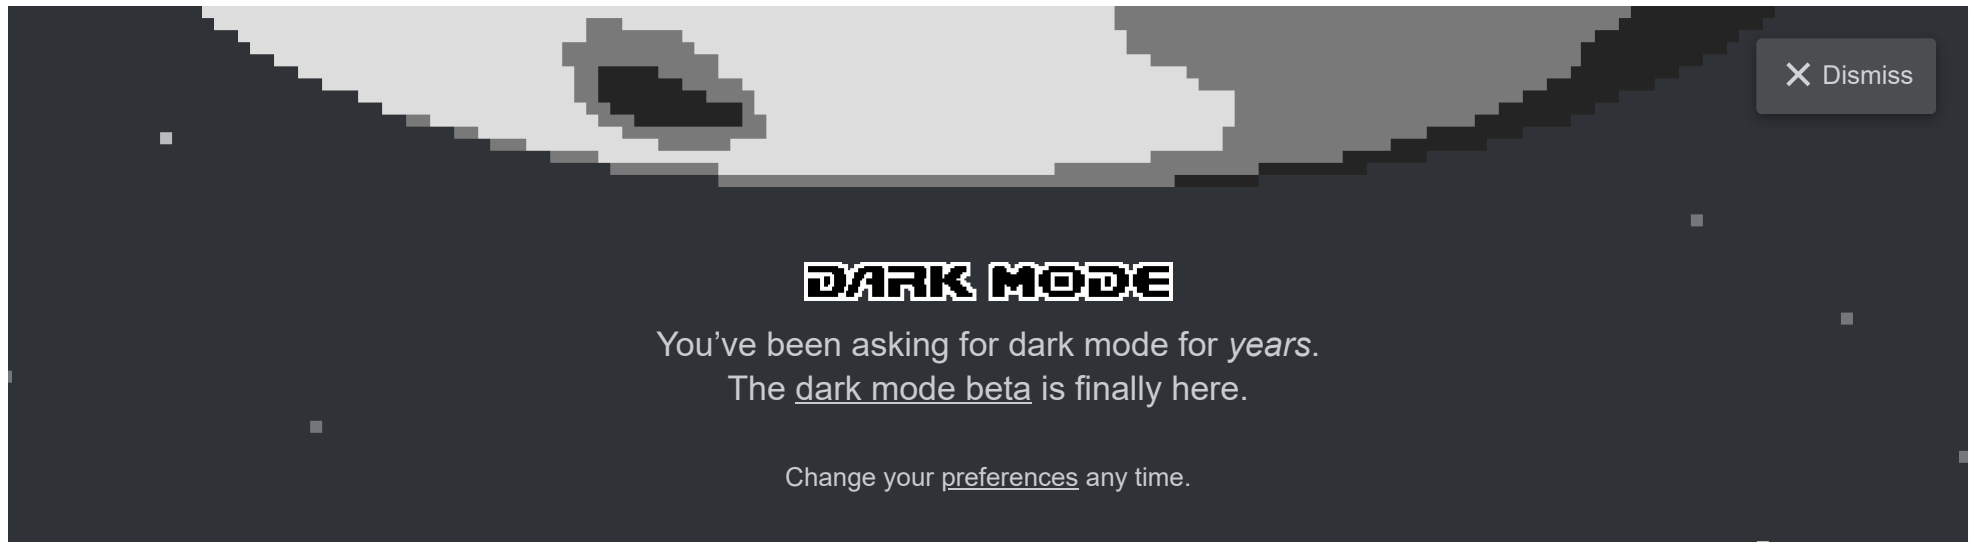 Dismiss
DARK MODE
You’ve been asking for dark mode for years.
The dark mode beta is finally here.
Change your preferences any time.